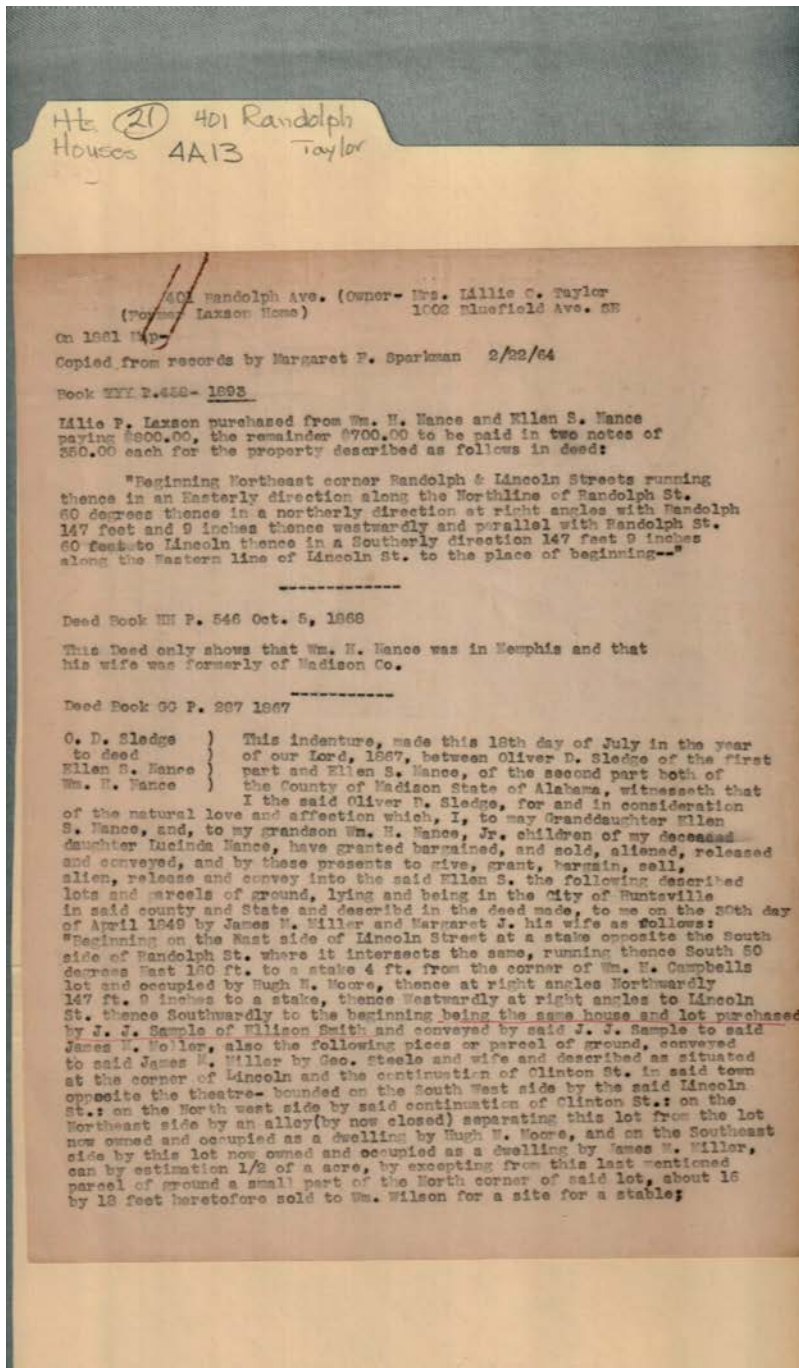 Hts (21) 401 Randolph
Houses 4A13 Taylor
401 Randolph Ave. (Owner- Mrs. Lillie C. Taylor
(Former Laxson Home) 1002 Bluefield Ave. SE
On 1861 Map-
Copied from records by Margaret F. Sparkman 2/22/64
Book YYY P.458- 1893
Lilie P. Laxson purchased from Wm. H. Nance and Ellen S. Nance
paying $800.00, the remainder $700.00 to be paid in two notes of
350.00 each for the property described as follows in deed:
"Beginning Northeast corner Randolph & Lincoln Streets running
thence in an Easterly direction along the Northline of Randolph St.
60 degrees thence in a northerly direction at right angles with Randolph
147 feet and 9 inches thence westwardly and parallel with Randolph St.
60 feet to Lincoln thence in a Southerly direction 147 feet 9 inches
along the Eastern line of Lincoln St. to the place of beginning--"
-------------
Deed Book HH P. 546 Oct. 5, 1868
This Deed only shows that Wm. H. Nance was in Memphis and that
his wife was formerly of Madison Co.
-----------
Deed Book GG P. 287 1867
O. D. Sledge ) This indenture, made this 18th day of July in the year
to deed ) of our Lord, 1867, between Oliver D. Sledge of the first
Ellen S. Nance ) part and Ellen S. Nance, of the second part both of
Wm. H. Nance ) the County of Madison State of Alabama, witnesseth that
I the said Oliver D. Sledge, for and in consideration
of the natural love and affection which, I, to may Granddaughter Ellen
S. Nance, and, to my grandson Wm. H. Nance, Jr. children of my deceased
daughter Lucinda Nance, have granted bargained, and sold, aliened, released
and conveyed, and by these presents to give, grant, bargain, sell,
alien, release and convey into the said Ellen S. the following described
lots and parcels of ground, lying and being in the City of Huntsville
in said county and State and describd in the deed made, to me on the 30th day
of April 1849 by James M. Miller and Margaret J. his wife as follows:
"Beginning on the East side of Lincoln Street at a stake opposite the South
side of Randolph St. where it intersects the same, running thence South 50
degrees East 160 ft. to a stake 4 ft. from the corner of Wm. H. Campbells
lot and occupied by Hugh N. Moore, thence at right angles Northwardly
147 ft. 9 inches to a stake, thence Westwardly at right angles to Lincoln
St. thence Southwardly to the beginning being the same house and lot purchased
by J. J. Sample of Ellison Smith and conveyed by said J. J. Sample to said
James M. Moller, also the following pices or parcel of ground, conveyed
to said James M. Miller by Geo. Steele and wife and described as situated
at the corner of Lincoln and the continuation of Clinton St. in said town
opposite the theatre- bounded on the South West side by the said Lincoln
St.: on the North west side by said continuation of Clinton St.: on the
Northeast side by an alley(by now closed) separating this lot from the lot
now owned and occupied as a dwelling by Hugh N. Moore, and on the Southeast
side by this lot now owned and occupied as a dwelling by James M. Miller,
can by estimation 1/2 of a acre, by excepting from this last mentioned
parcel of ground a small part of the North corner of said lot, about 16
by 18 feet heretofore sold to Wm. Wilson for a site for a stable;